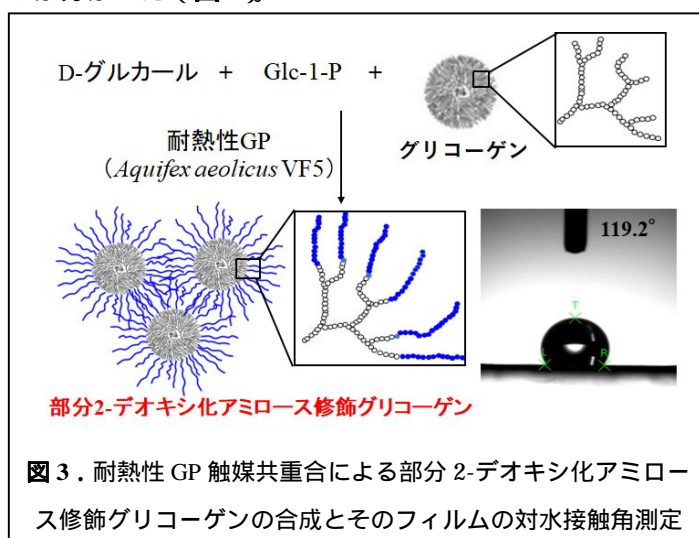 D-グルカール + Glc-1-P +
グリコーゲン
耐熱性GP
(Aquifex aeolicus VF5)
119.2°
T
L R
部分2-デオキシ化アミロース修飾グリコーゲン
図 3．耐熱性 GP 触媒共重合による部分 2-デオキシ化アミロー
ス修飾グリコーゲンの合成とそのフィルムの対水接触角測定